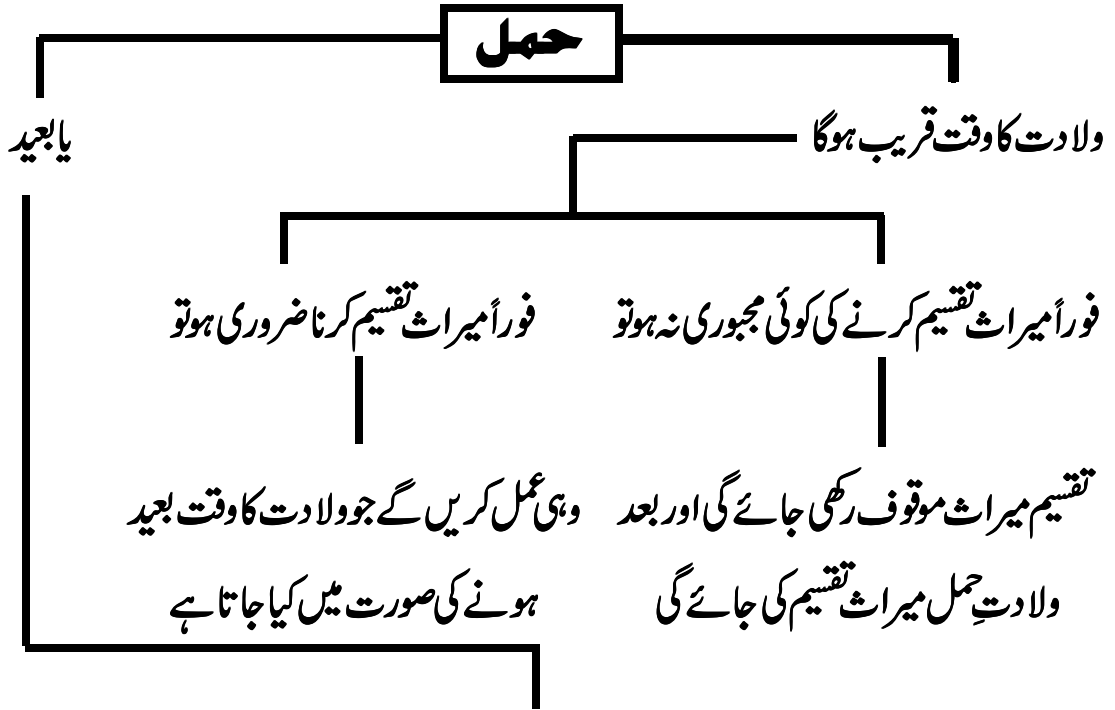 حمل
ولادت کا وقت قریب ہوگا
یا بعید
فوراً میراث تقسیم کرنے کی کوئی مجبوری نہ ہو تو
فوراً میراث تقسیم کرنا ضروری ہو تو
تقسیم میراث موقوف رکھی جائے گی اور بعد
ولادتِ حمل میراث تقسیم کی جائے گی
وہی عمل کریں گے جو ولادت کا وقت بعید
ہونے کی صورت میں کیا جاتا ہے